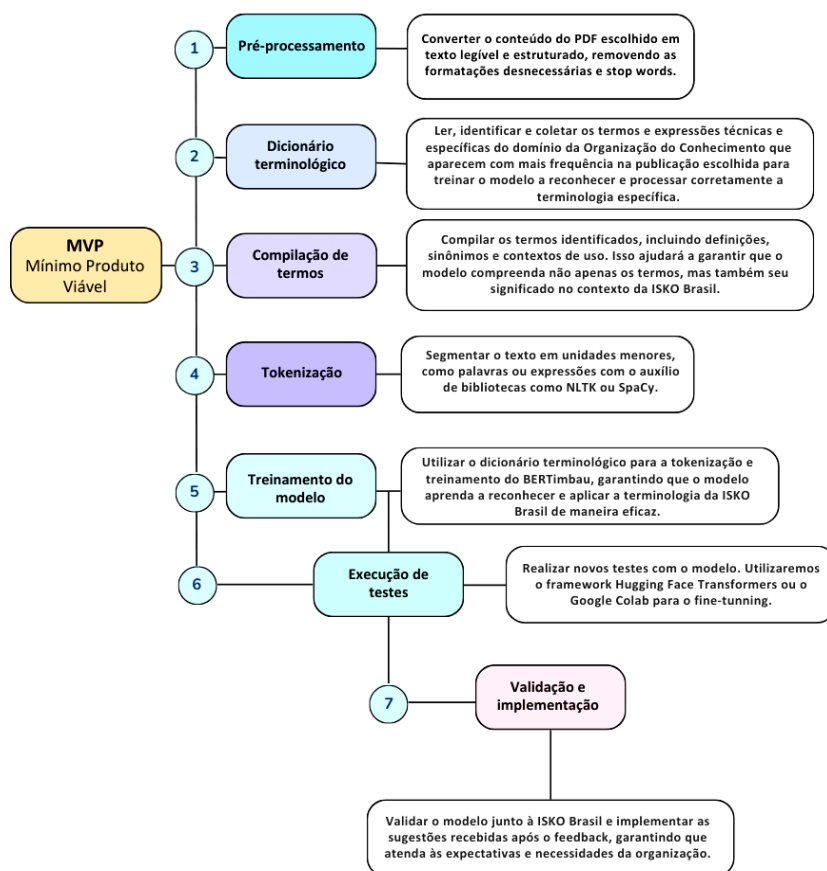 1
Pré-processamento
Converter o conteúdo do PDF escolhido em
texto legível e estruturado, removendo as
formatações desnecessárias e stop words.
2
Dicionário
terminológico
Ler, identificar e coletar os termos e expressões técnicas e
específicas do domínio da Organização do Conhecimento que
aparecem com mais frequência na publicação escolhida para
treinar o modelo a reconhecer e processar corretamente a
terminologia específica.
MVP
Mínimo Produto
Viável
3
Compilação de
termos
Compilar os termos identificados, incluindo definições,
sinônimos e contextos de uso. Isso ajudará a garantir que o
modelo compreenda não apenas os termos, mas também seu
significado no contexto da ISKO Brasil.
4
Tokenização
Segmentar o texto em unidades menores,
como palavras ou expressões com o auxílio
de bibliotecas como NLTK ou SpaCy.
5
Treinamento do
modelo
Utilizar o dicionário terminológico para a tokenização e
treinamento do BERTimbau, garantindo que o modelo
aprenda a reconhecer e aplicar a terminologia da ISKO
Brasil de maneira eficaz.
6
Execução de
testes
Realizar novos testes com o modelo. Utilizaremos
o framework Hugging Face Transformers ou o
Google Colab para o fine-tunning.
7
Validação e
implementação
Validar o modelo junto à ISKO Brasil e implementar as
sugestões recebidas após o feedback, garantindo que
atenda às expectativas e necessidades da organização.